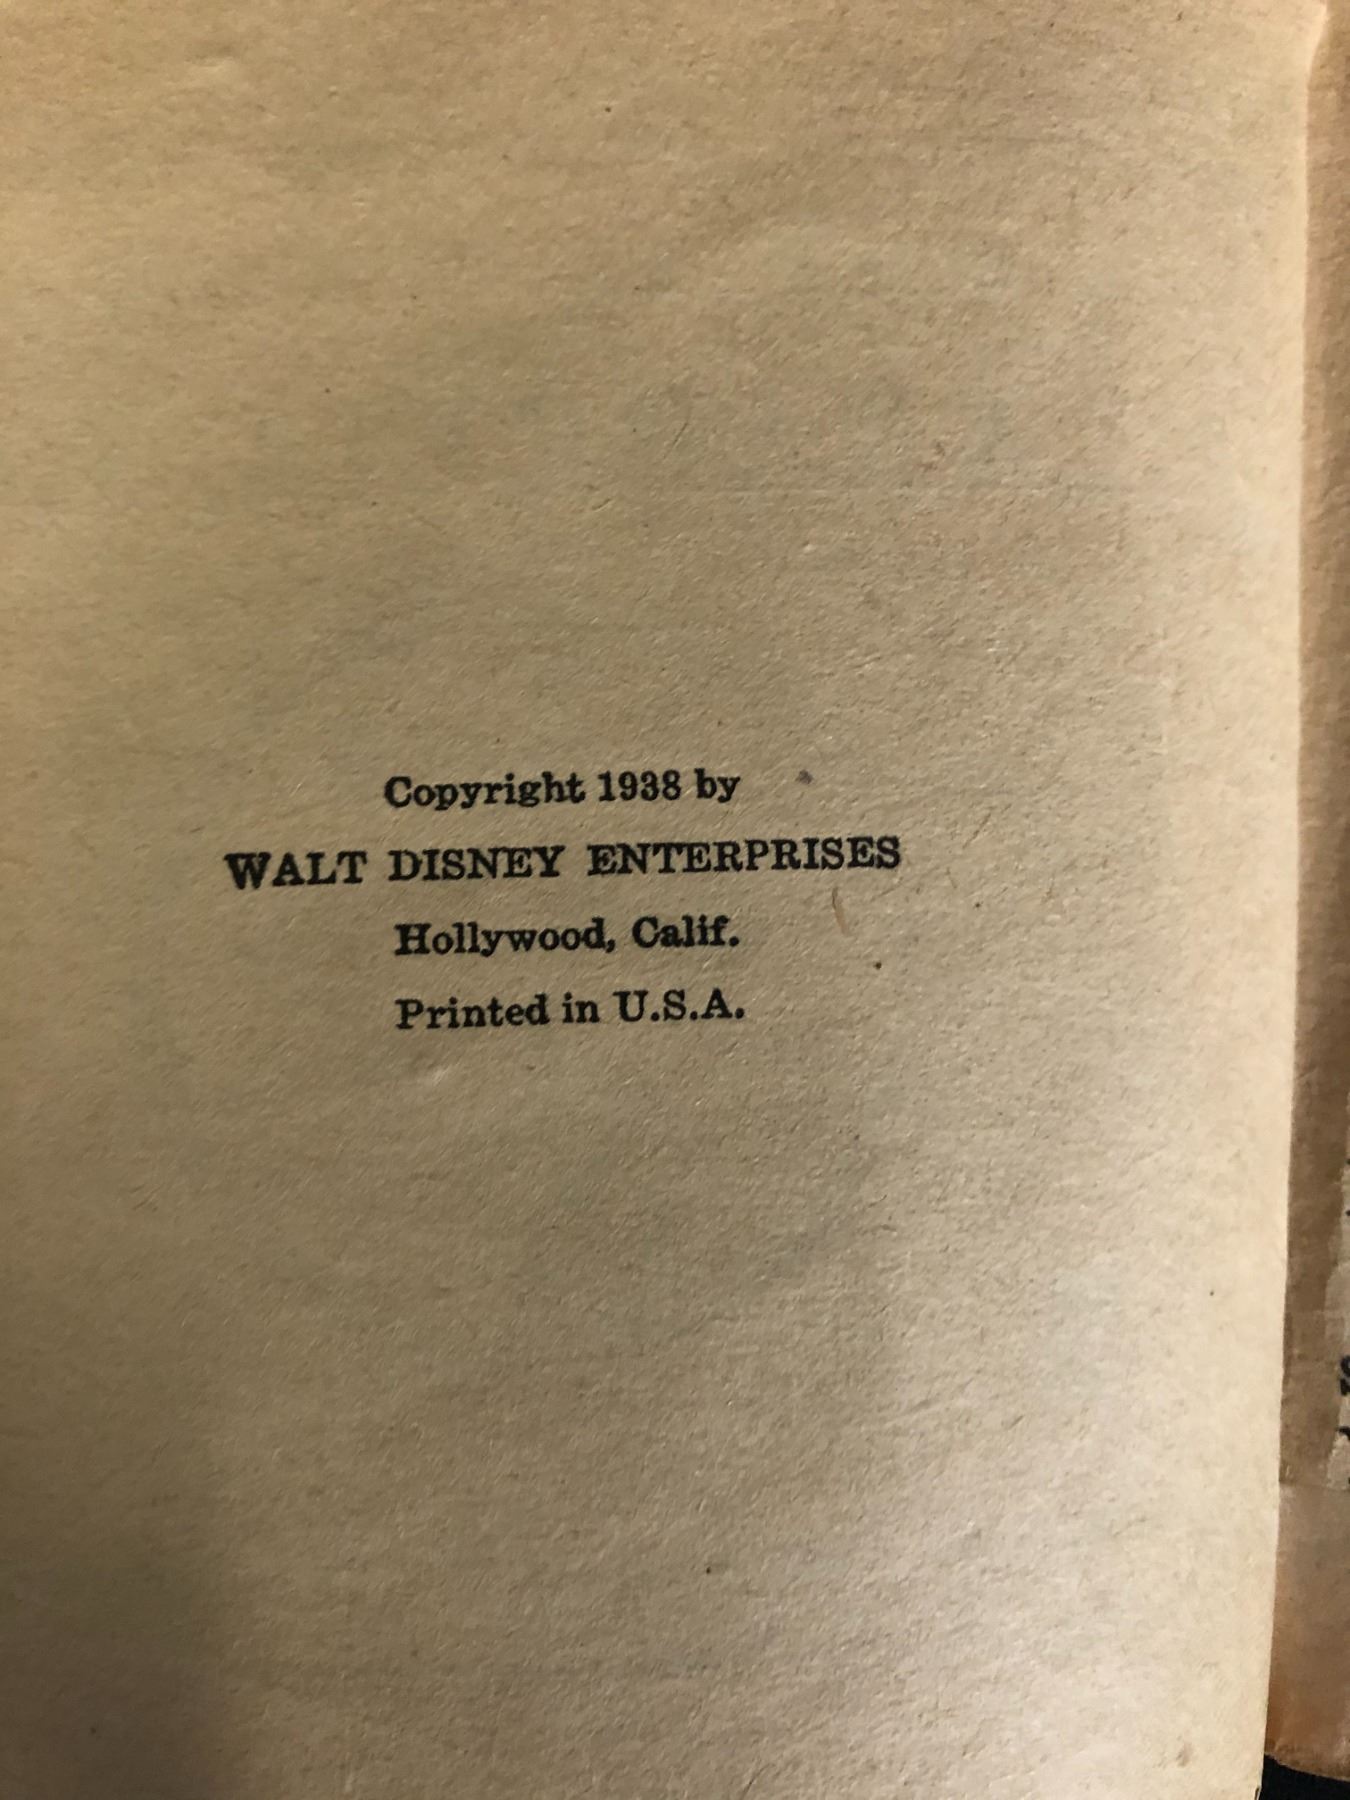 Copyright 1938 by
WALT DISNEY ENTERPRISES
Hollywood, Calif.
Printed in U.S.A.